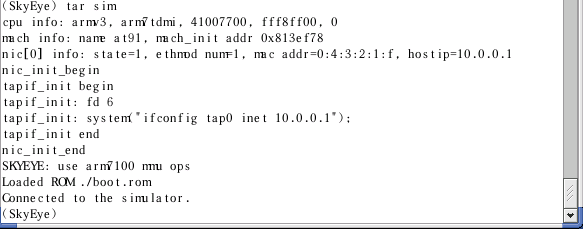 (SkyEye) tar sim
cpu info: armv3, arm7tdmi, 41007700, fff8ff00, 0
mach info: name at91, mach_init addr 0x813ef78
nic[0] info: state=1, ethmod num=1, mac addr=0:4:3:2:1:f, hostip=10.0.0.1
nic_init_begin
tapif_init begin
tapif_init: fd 6
tapif_init: system("ifconfig tap0 inet 10.0.0.1");
tapif_init end
nic_init_end
SKYEYE: use arm7100 mmu ops
Loaded ROM ./boot.rom
Connected to the simulator.
(SkyEye)